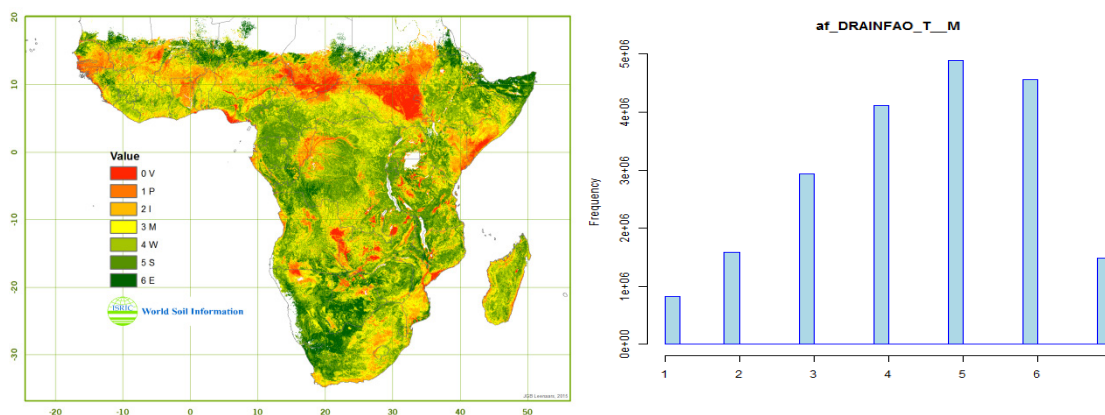 20
10
0
-10
-20
-30
-20
-10
0
10
20
30
40
50
Value
0 V
1 P
2 I
3 M
4 W
5 S
6 E
ISRIC
World Soil Information
af_DRAINFAO_T__M
Frequency
0e+00
1e+06
2e+06
3e+06
4e+06
5e+06
1
2
3
4
5
6